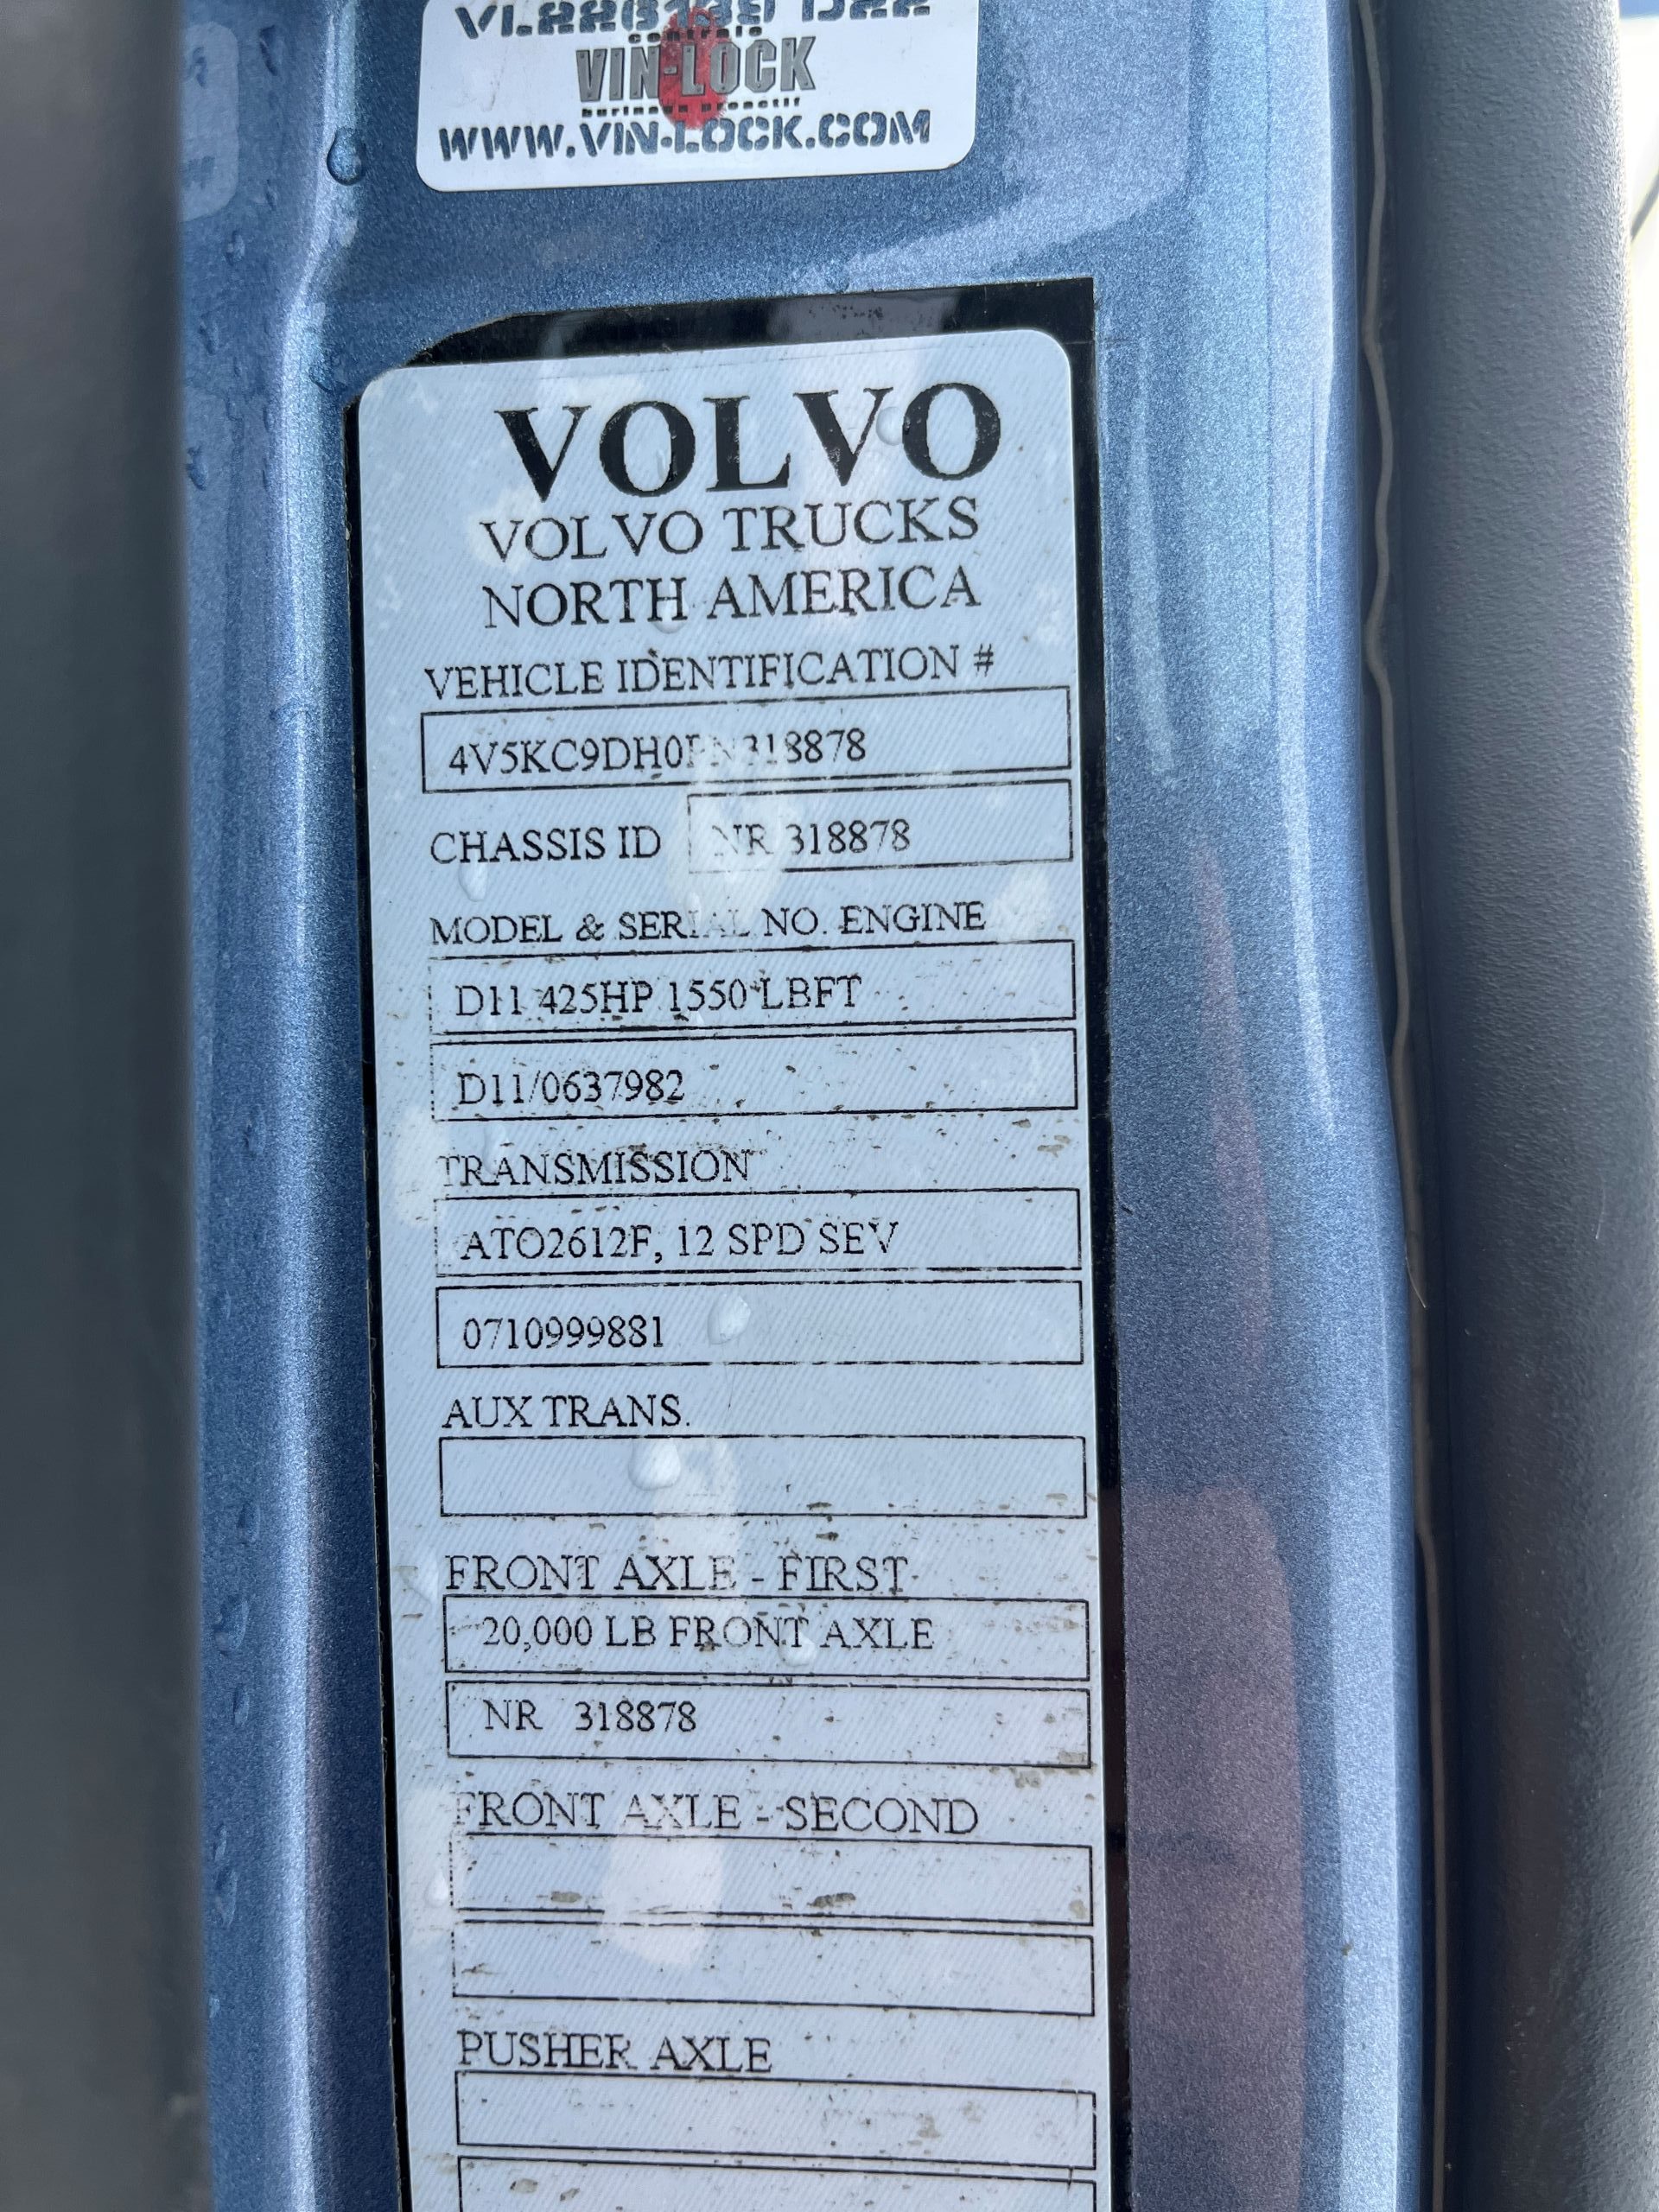 VIN-LOCK
WWW.VIN-LOCK.COM
VOLVO
VOLVO TRUCKS
NORTH AMERICA
VEHICLE IDENTIFICATION #
4V5KC9DH0PN318878
CHASSIS ID NR 318878
MODEL & SERIAL NO. ENGINE
D11 425HP 1550 LBFT
D11/0637982
TRANSMISSION
ATO2612F, 12 SPD SEV
0710999881
AUX TRANS.
FRONT AXLE - FIRST
20,000 LB FRONT AXLE
NR 318878
FRONT AXLE - SECOND
PUSHER AXLE